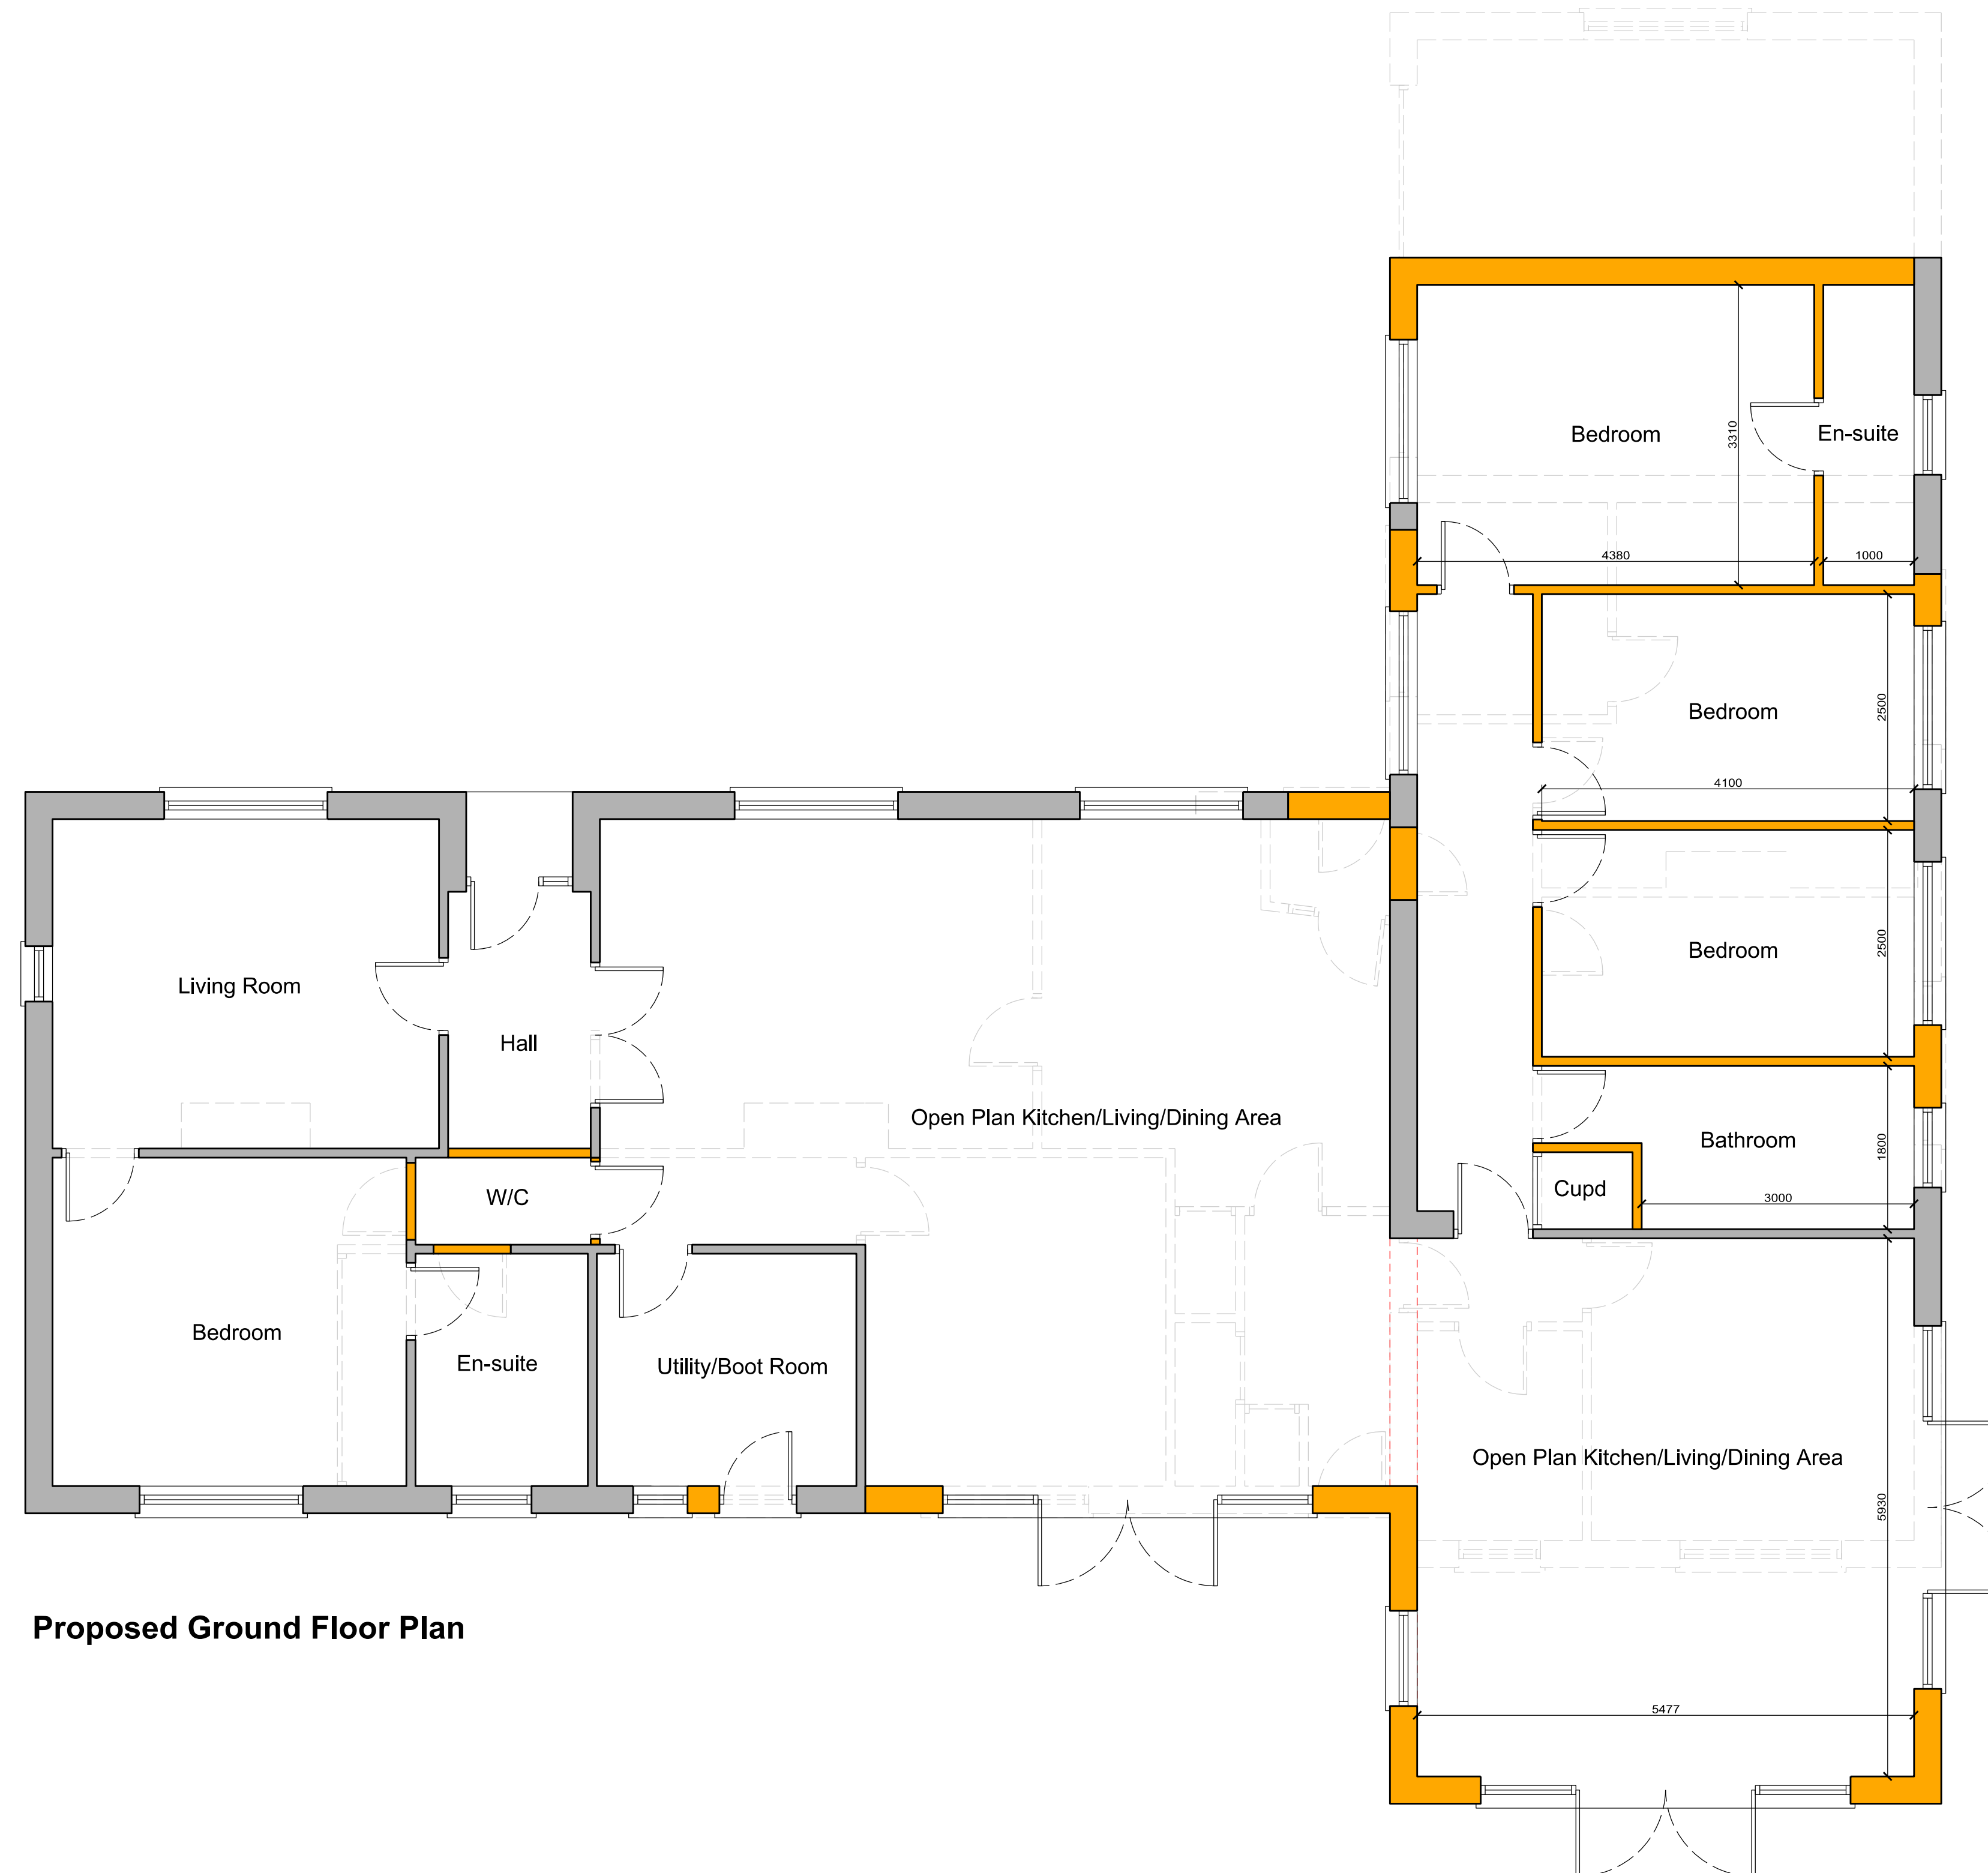 Bedroom
En-suite
3310
4380
1000
Bedroom
2500
4100
Bedroom
2500
Living Room
Hall
Open Plan Kitchen/Living/Dining Area
Bathroom
1800
W/C
Cupd
3000
Bedroom
En-suite
Utility/Boot Room
Open Plan Kitchen/Living/Dining Area
5930
Proposed Ground Floor Plan
5477